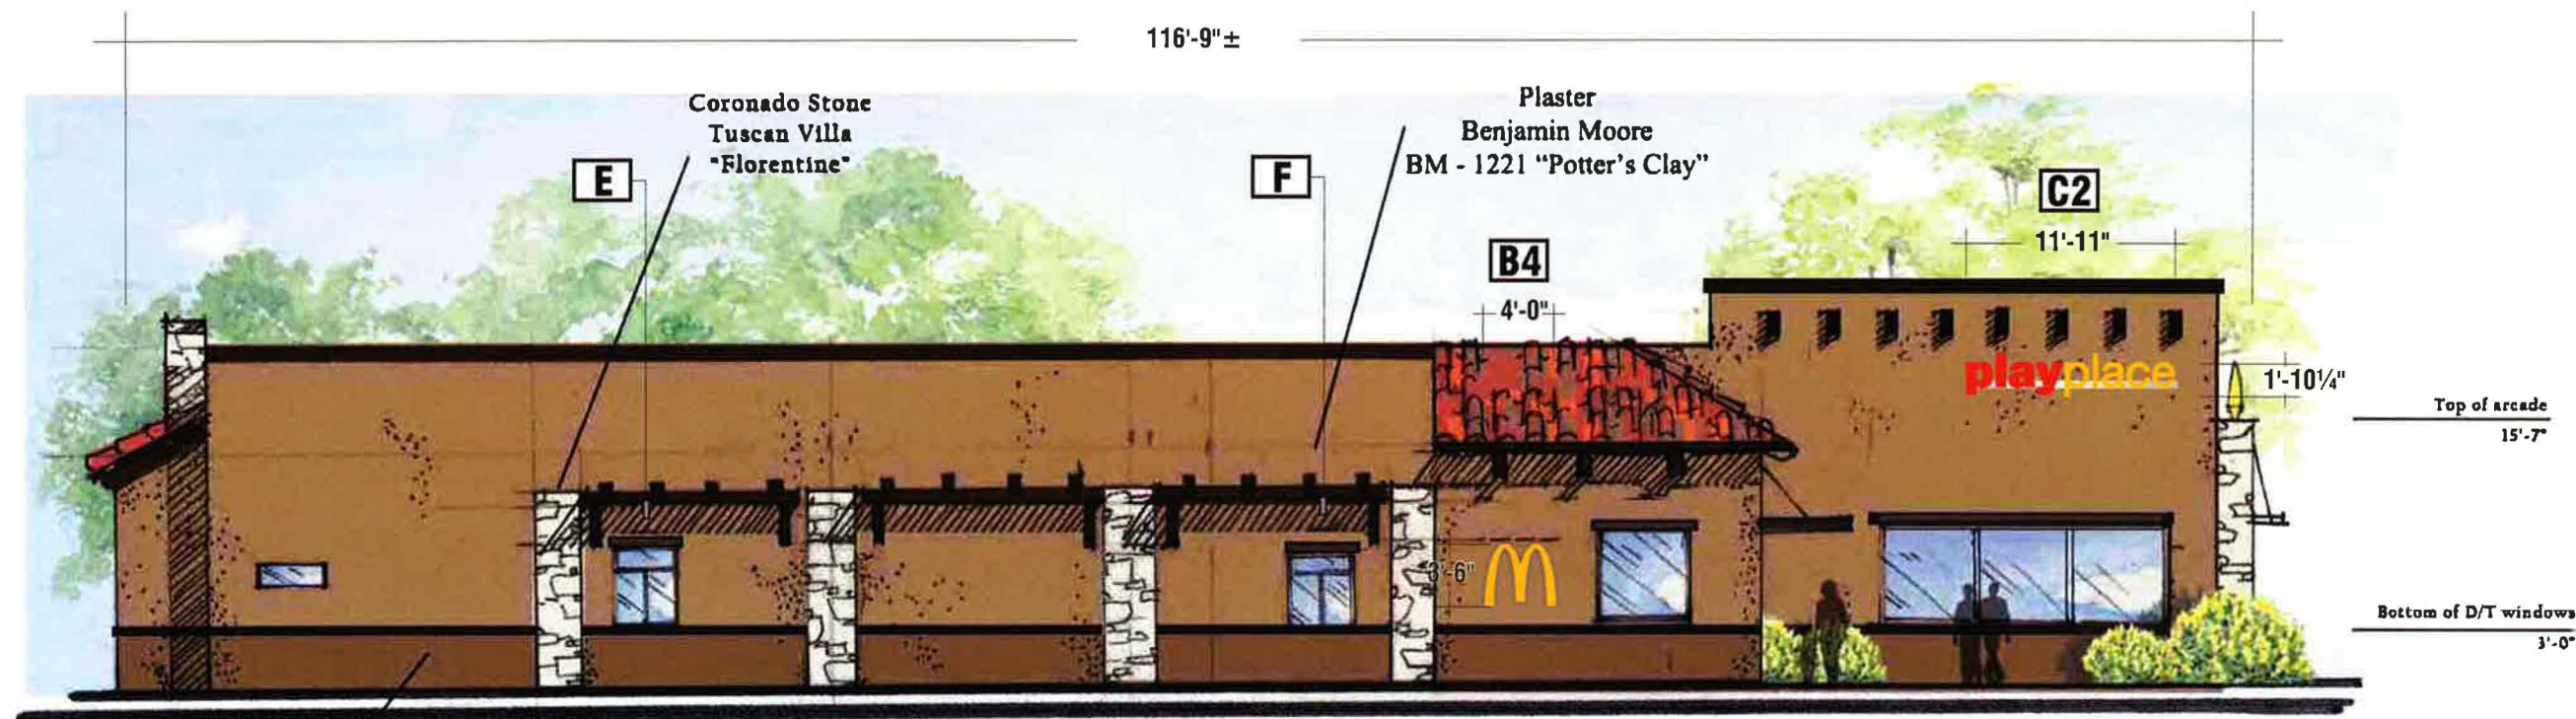 116'-9"±
Coronado Stone
Tuscan Villa
"Florentine"
E
F
Plaster
Benjamin Moore
BM - 1221 “Potter’s Clay”
B4
4'-0"
C2
11'-11"
playplace
1'-10¼"
Top of arcade
15'-7"
3'-6"
M
Bottom of D/T windows
3'-0"